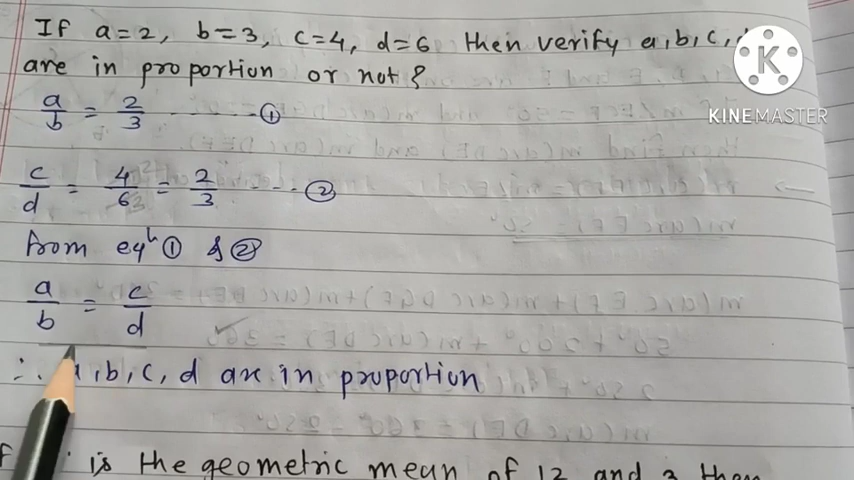 If a=2, b=3, c=4, d=6 then verify a,b,c,
are in proportion or not ?
a/b = 2/3 ---------- ①
c/d = 4/6 = 2/3 ---- ②
from eqⁿ ① & ②
a/b = c/d
∴ a,b,c,d are in proportion
is the geometric mean of 12 and 3 then
KINEMASTER